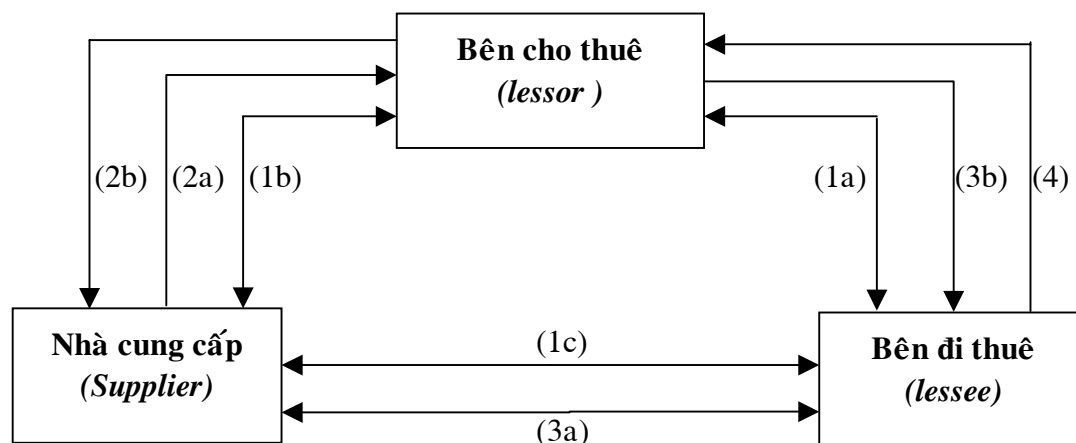 Bên cho thuê
(lessor )
(2b)
(2a)
(1b)
(1a)
(3b)
(4)
Nhà cung cấp
(Supplier)
(1c)
(3a)
Bên đi thuê
(lessee)